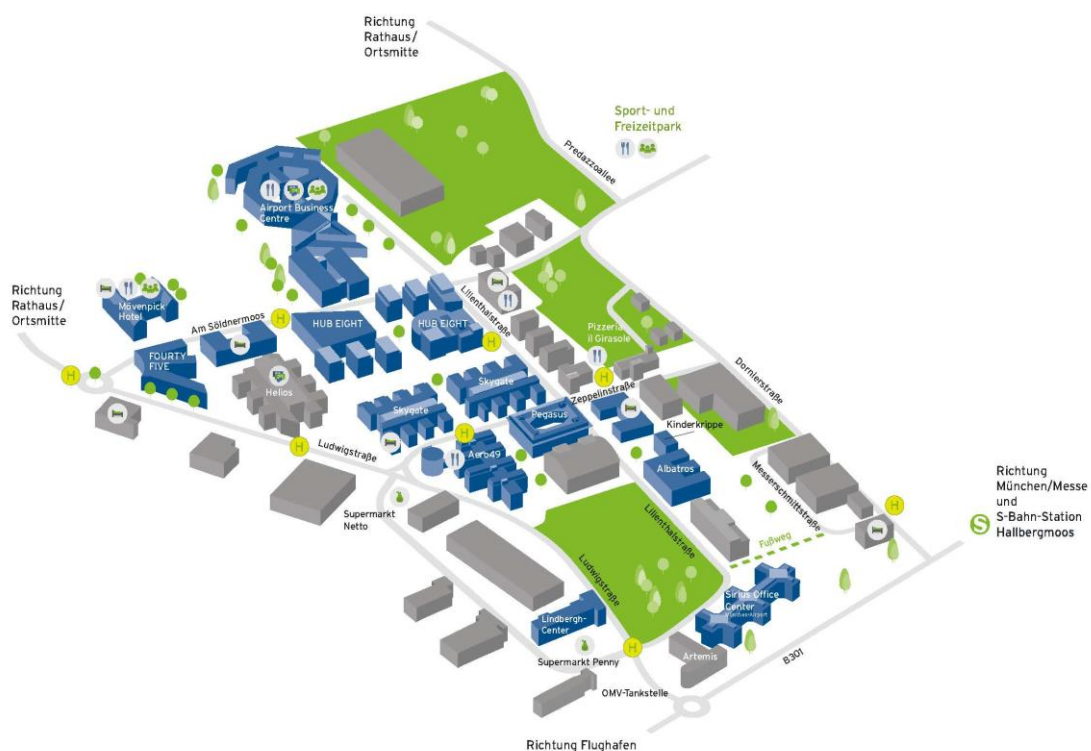 Richtung
Rathaus/
Ortsmitte
Sport- und
Freizeitpark
Predazzoallee
Airport Business
Centre
Richtung
Rathaus/
Ortsmitte
Mövenpick
Hotel
Am Söldnermoos
HUB EIGHT
HUB EIGHT
Lilienthalstraße
Pizzeria
il Girasole
H
H
H
FOURTY
FIVE
Helios
Skygate
Skygate
Zeppelinstraße
Dornierstraße
Pegasus
Kinderkrippe
H
Ludwigstraße
H
H
Aero49
Albatros
Messerschmittstraße
Richtung
München/Messe
und
S S-Bahn-Station
Hallbergmoos
H
Supermarkt
Netto
Lilienthalstraße
Fußweg
Ludwigstraße
Sirius Office
Center
Lindbergh-
Center
H
Supermarkt Penny
Artemis
B301
OMV-Tankstelle
Richtung Flughafen